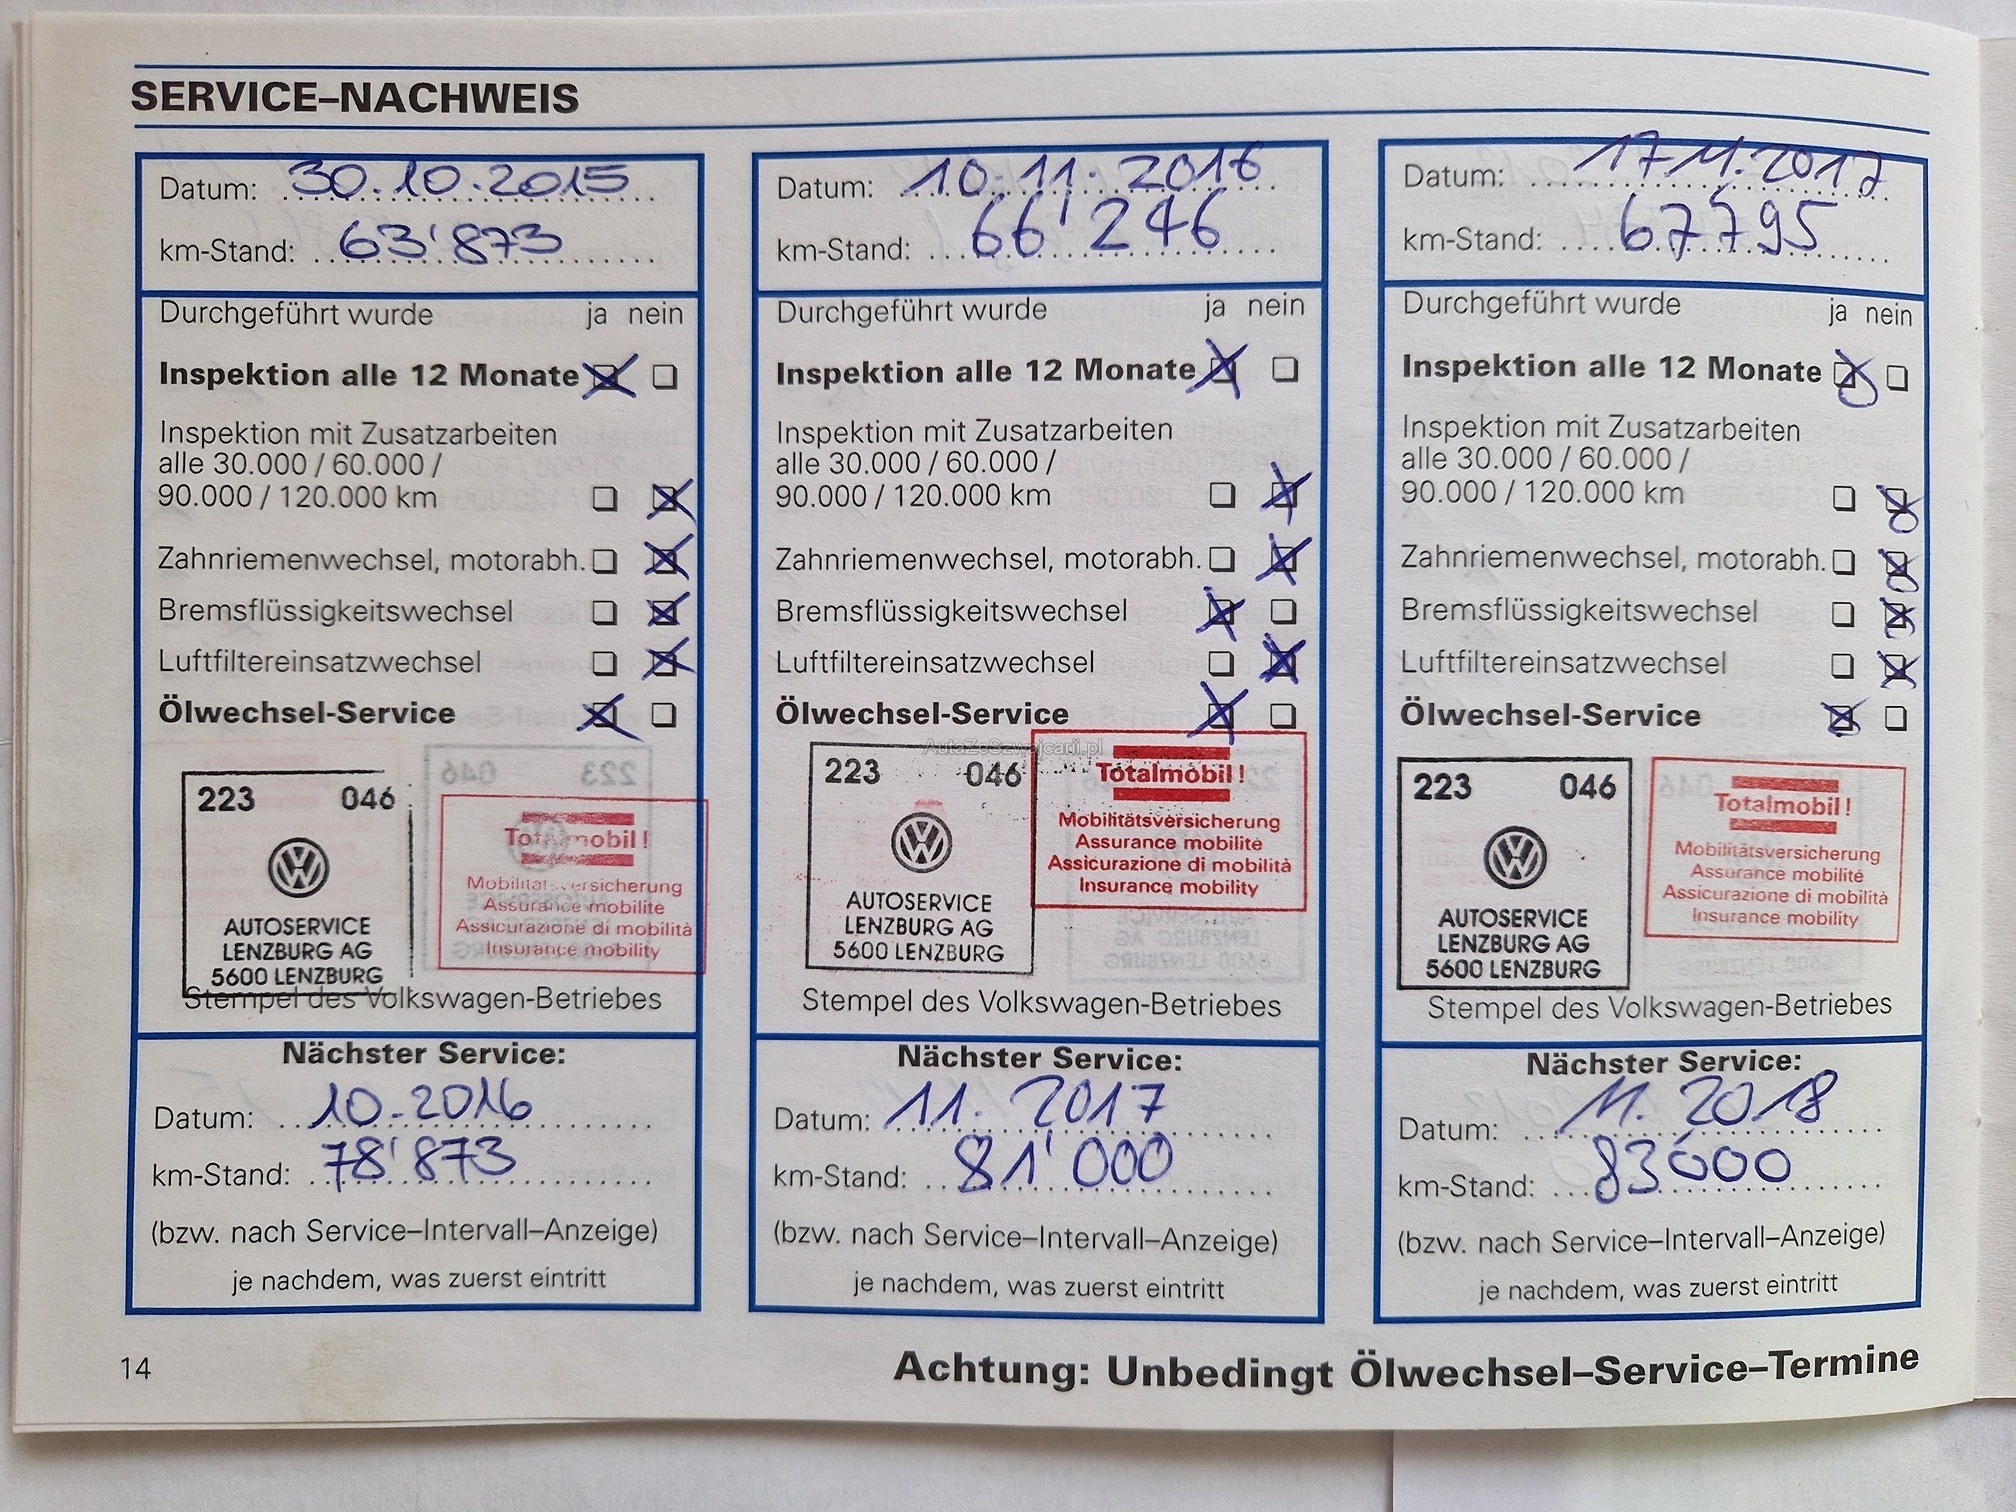 SERVICE–NACHWEIS
Datum: 30.10.2015
km-Stand: 63'873
Durchgeführt wurde ja nein
Inspektion alle 12 Monate
Inspektion mit Zusatzarbeiten
alle 30.000 / 60.000 /
90.000 / 120.000 km
Zahnriemenwechsel, motorabh.
Bremsflüssigkeitswechsel
Luftfiltereinsatzwechsel
Ölwechsel-Service
223 046
AUTOSERVICE
LENZBURG AG
5600 LENZBURG
Totalmobil!
Mobilitätsversicherung
Assurance mobilité
Assicurazione di mobilità
Insurance mobility
Stempel des Volkswagen-Betriebes
Nächster Service:
Datum: 10.2016
km-Stand: 78'873
(bzw. nach Service–Intervall–Anzeige)
je nachdem, was zuerst eintritt
Datum: 10.11.2016
km-Stand: 66'246
Durchgeführt wurde ja nein
Inspektion alle 12 Monate
Inspektion mit Zusatzarbeiten
alle 30.000 / 60.000 /
90.000 / 120.000 km
Zahnriemenwechsel, motorabh.
Bremsflüssigkeitswechsel
Luftfiltereinsatzwechsel
Ölwechsel-Service
AutaZeSzwajcarii.pl
223 046
AUTOSERVICE
LENZBURG AG
5600 LENZBURG
Totalmobil!
Mobilitätsversicherung
Assurance mobilité
Assicurazione di mobilità
Insurance mobility
Stempel des Volkswagen-Betriebes
Nächster Service:
Datum: 11.2017
km-Stand: 81'000
(bzw. nach Service–Intervall–Anzeige)
je nachdem, was zuerst eintritt
Datum: 17.11.2017
km-Stand: 67'795
Durchgeführt wurde ja nein
Inspektion alle 12 Monate
Inspektion mit Zusatzarbeiten
alle 30.000 / 60.000 /
90.000 / 120.000 km
Zahnriemenwechsel, motorabh.
Bremsflüssigkeitswechsel
Luftfiltereinsatzwechsel
Ölwechsel-Service
223 046
AUTOSERVICE
LENZBURG AG
5600 LENZBURG
Totalmobil!
Mobilitätsversicherung
Assurance mobilité
Assicurazione di mobilità
Insurance mobility
Stempel des Volkswagen-Betriebes
Nächster Service:
Datum: 11.2018
km-Stand: 83'000
(bzw. nach Service–Intervall–Anzeige)
je nachdem, was zuerst eintritt
14
Achtung: Unbedingt Ölwechsel–Service–Termine